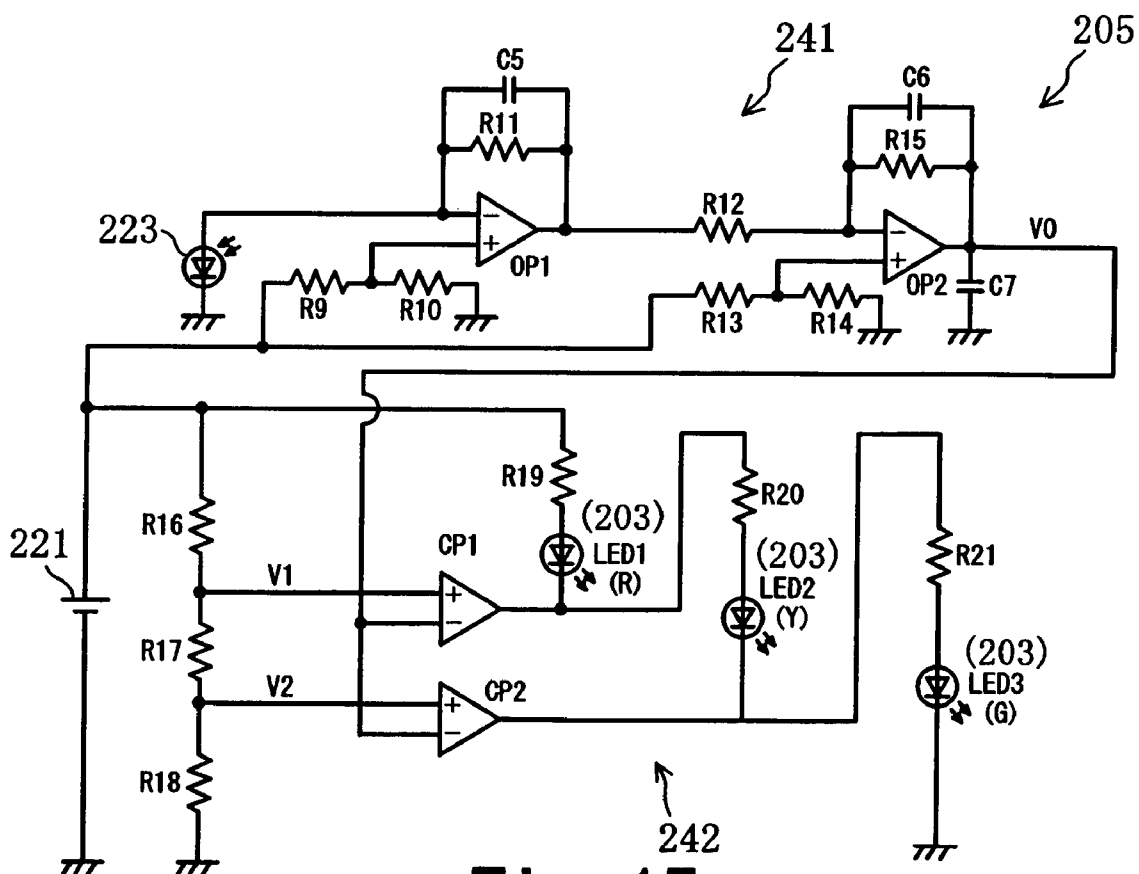 241
205
C5
R11
C6
R15
223
OP1
R12
OP2
V0
C7
R9
R10
R13
R14
R19
R20
R16
(203)
LED1
(R)
CP1
(203)
LED2
(Y)
R21
221
V1
R17
V2
CP2
(203)
LED3
(G)
R18
242